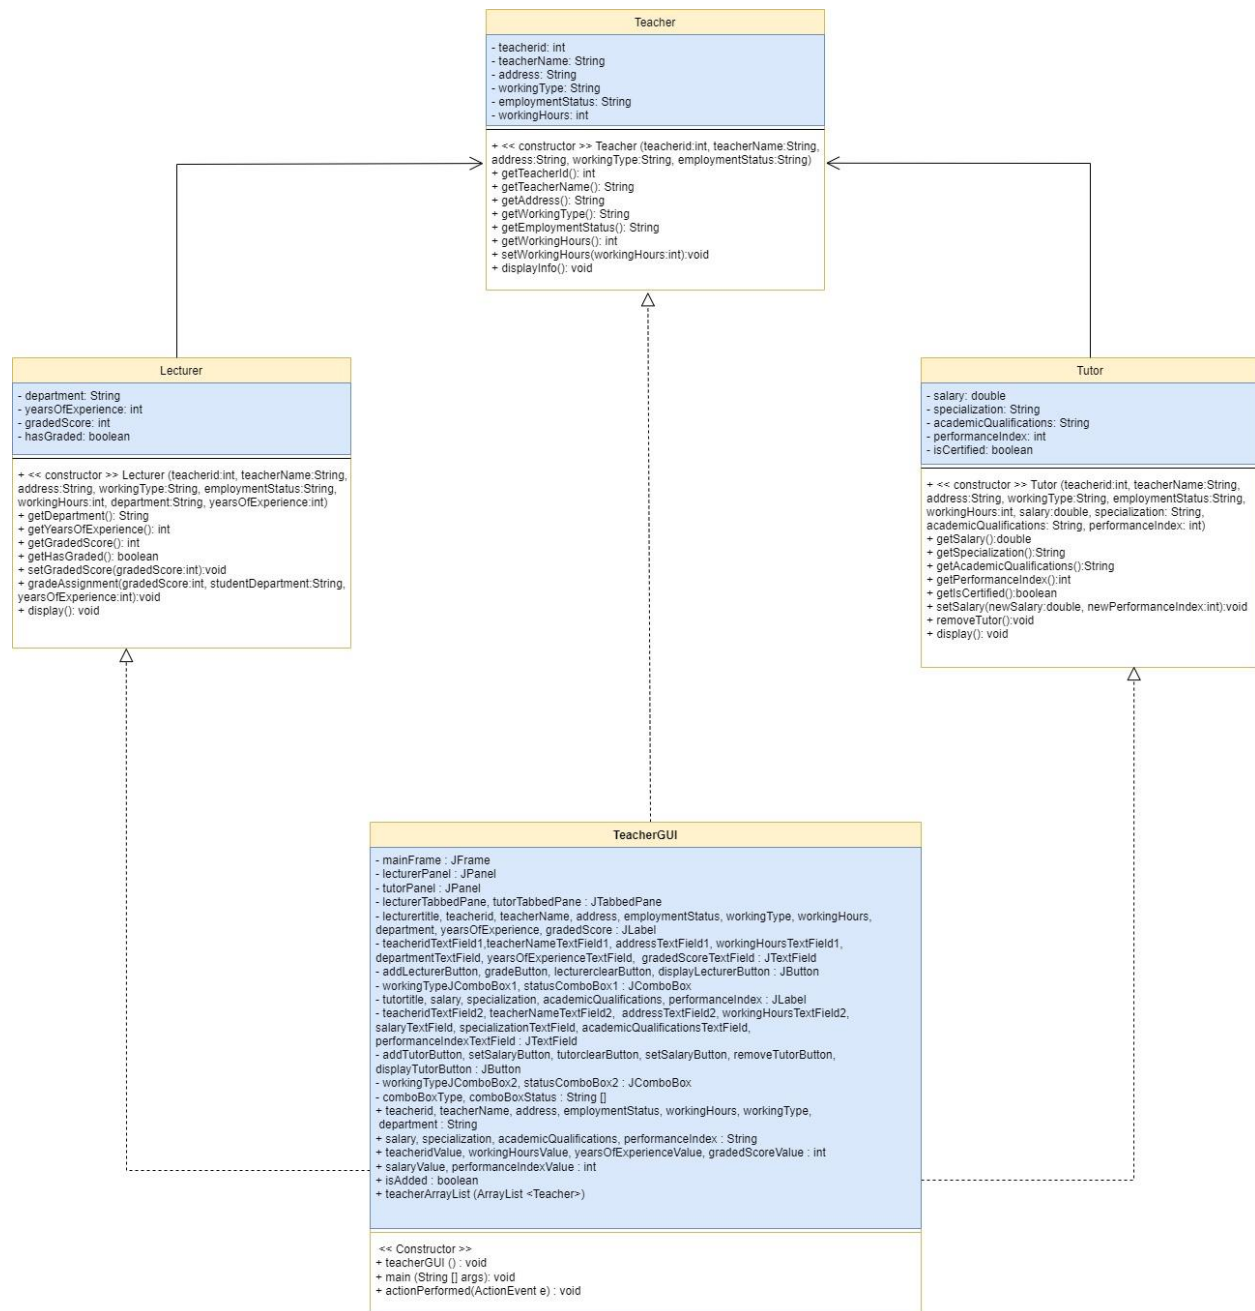 Teacher
- teacherid: int
- teacherName: String
- address: String
- workingType: String
- employmentStatus: String
- workingHours: int
+ << constructor >> Teacher (teacherid:int, teacherName:String,
address:String, workingType:String, employmentStatus:String)
+ getTeacherId(): int
+ getTeacherName(): String
+ getAddress(): String
+ getWorkingType(): String
+ getEmploymentStatus(): String
+ getWorkingHours(): int
+ setWorkingHours(workingHours:int):void
+ displayInfo(): void
Lecturer
- department: String
- yearsOfExperience: int
- gradedScore: int
- hasGraded: boolean
+ << constructor >> Lecturer (teacherid:int, teacherName:String,
address:String, workingType:String, employmentStatus:String,
workingHours:int, department:String, yearsOfExperience:int)
+ getDepartment(): String
+ getYearsOfExperience(): int
+ getGradedScore(): int
+ getHasGraded(): boolean
+ setGradedScore(gradedScore:int):void
+ gradeAssignment(gradedScore:int, studentDepartment:String,
yearsOfExperience:int):void
+ display(): void
Tutor
- salary: double
- specialization: String
- academicQualifications: String
- performanceIndex: int
- isCertified: boolean
+ << constructor >> Tutor (teacherid:int, teacherName:String,
address:String, workingType:String, employmentStatus:String,
workingHours:int, salary:double, specialization: String,
academicQualifications: String, performanceIndex: int)
+ getSalary():double
+ getSpecialization():String
+ getAcademicQualifications():String
+ getPerformanceIndex():int
+ getIsCertified():boolean
+ setSalary(newSalary:double, newPerformanceIndex:int):void
+ removeTutor():void
+ display(): void
TeacherGUI
- mainFrame : JFrame
- lecturerPanel : JPanel
- tutorPanel : JPanel
- lecturerTabbedPane, tutorTabbedPane : JTabbedPane
- lecturertitle, teacherid, teacherName, address, employmentStatus, workingType, workingHours,
department, yearsOfExperience, gradedScore : JLabel
- teacheridTextField1,teacherNameTextField1, addressTextField1, workingHoursTextField1,
departmentTextField, yearsOfExperienceTextField, gradedScoreTextField : JTextField
- addLecturerButton, gradeButton, lecturerclearButton, displayLecturerButton : JButton
- workingTypeJComboBox1, statusComboBox1 : JComboBox
- tutortitle, salary, specialization, academicQualifications, performanceIndex : JLabel
- teacheridTextField2, teacherNameTextField2, addressTextField2, workingHoursTextField2,
salaryTextField, specializationTextField, academicQualificationsTextField,
performanceIndexTextField : JTextField
- addTutorButton, setSalaryButton, tutorclearButton, setSalaryButton, removeTutorButton,
displayTutorButton : JButton
- workingTypeJComboBox2, statusComboBox2 : JComboBox
- comboBoxType, comboBoxStatus : String []
+ teacherid, teacherName, address, employmentStatus, workingHours, workingType,
department : String
+ salary, specialization, academicQualifications, performanceIndex : String
+ teacheridValue, workingHoursValue, yearsOfExperienceValue, gradedScoreValue : int
+ salaryValue, performanceIndexValue : int
+ isAdded : boolean
+ teacherArrayList (ArrayList <Teacher>)
<< Constructor >>
+ teacherGUI () : void
+ main (String [] args): void
+ actionPerformed(ActionEvent e) : void